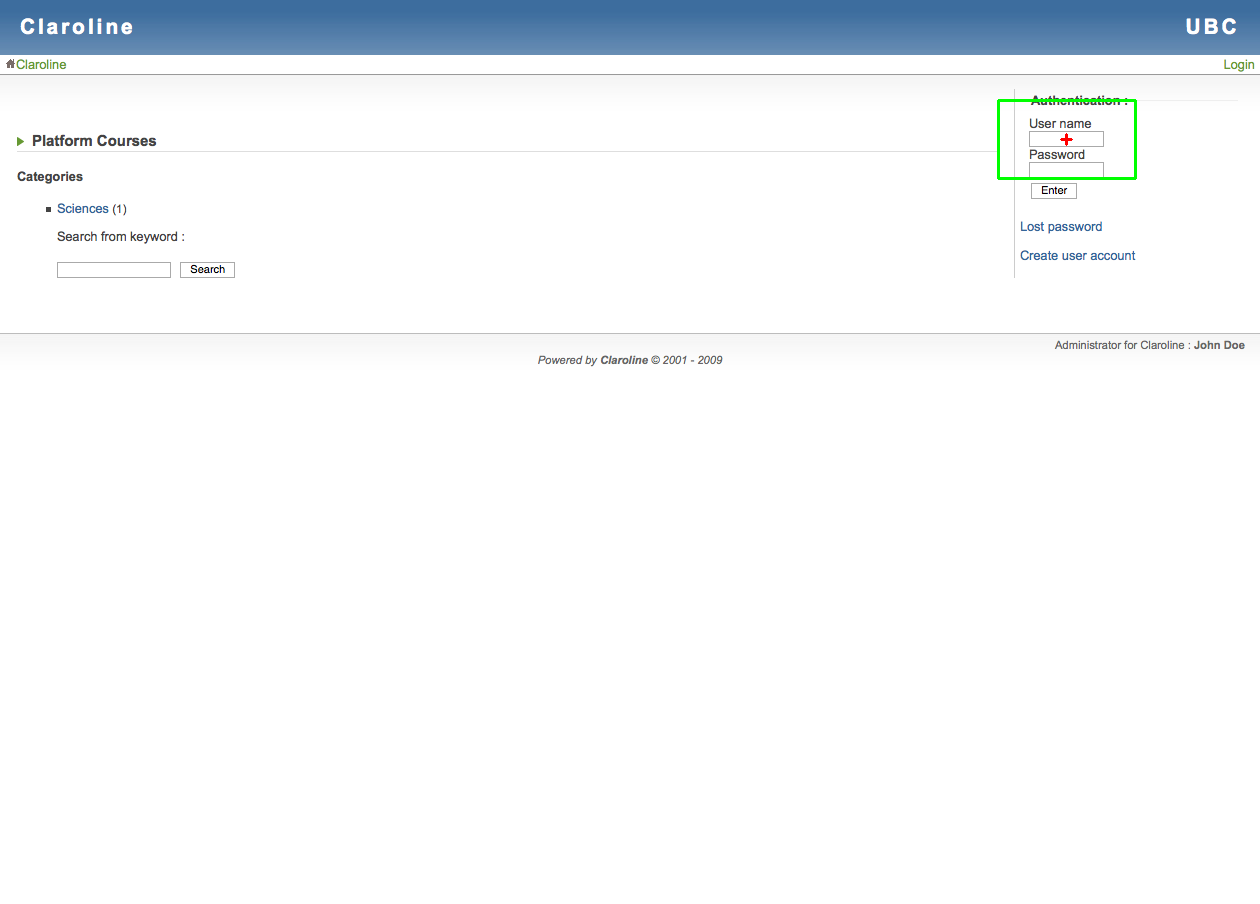 Claroline
UBC
Claroline
Login
Authentication :
User name
Password
Enter
Lost password
Create user account
Platform Courses
Categories
Sciences (1)
Search from keyword :
Search
Administrator for Claroline : John Doe
Powered by Claroline © 2001 - 2009